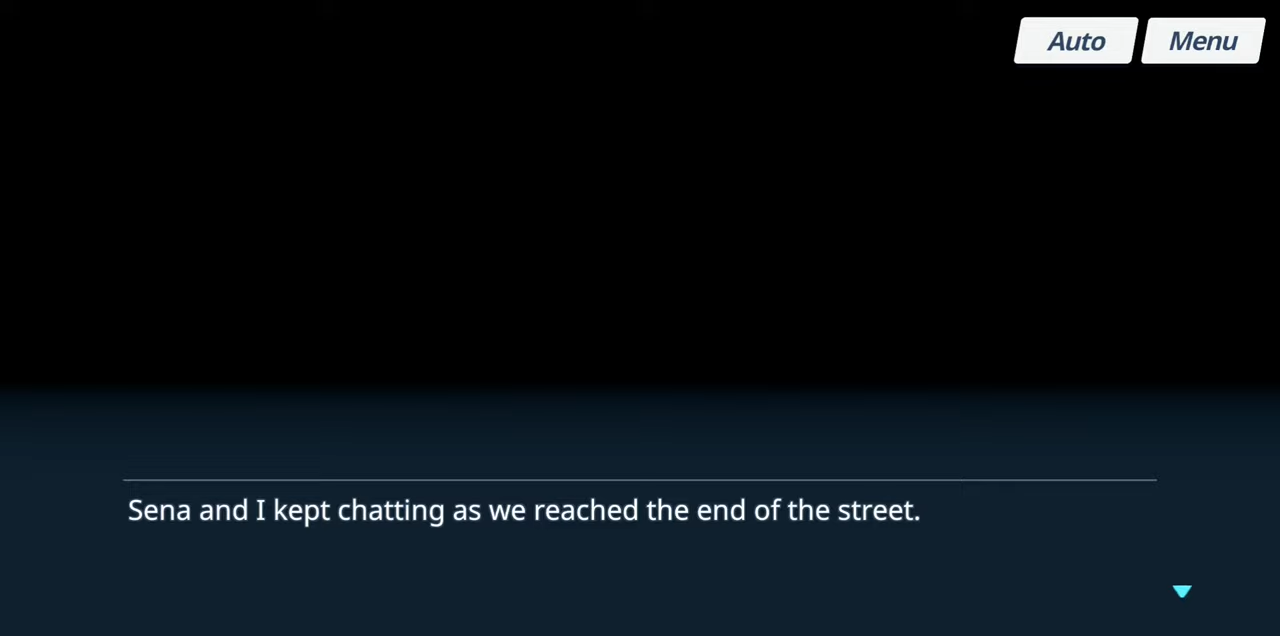 Auto Menu
Sena and I kept chatting as we reached the end of the street.